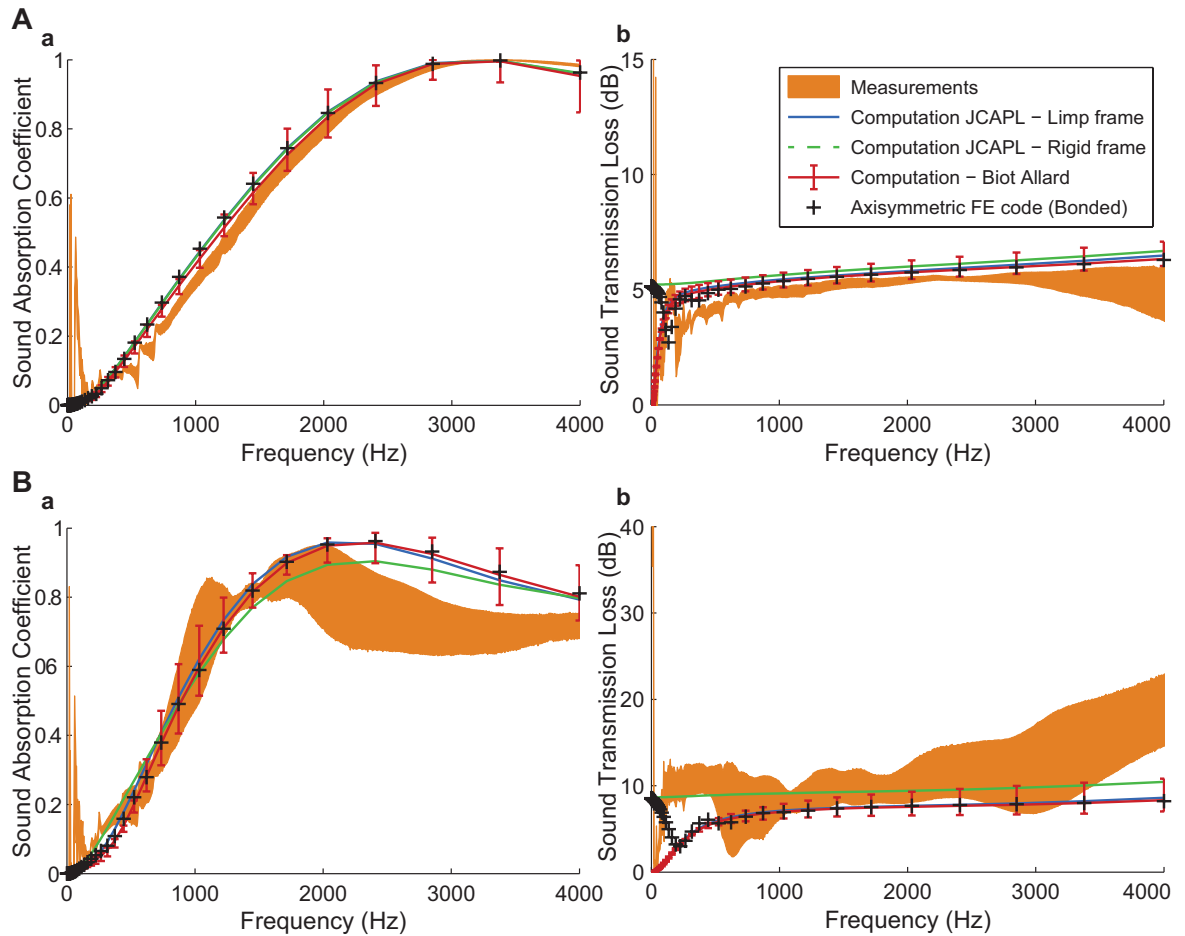 A
a
1
0.8
0.6
0.4
0.2
0
Sound Absorption Coefficient
0 1000 2000 3000 4000
Frequency (Hz)
b
15
10
5
0
Sound Transmission Loss (dB)
Measurements
Computation JCAPL − Limp frame
Computation JCAPL − Rigid frame
Computation − Biot Allard
Axisymmetric FE code (Bonded)
0 1000 2000 3000 4000
Frequency (Hz)
B
a
1
0.8
06
0.4
0.2
0
Sound Absorption Coefficient
0 1000 2000 3000 4000
Frequency (Hz)
b
40
30
20
10
0
Sound Transmission Loss (dB)
0 1000 2000 3000 4000
Frequency (Hz)